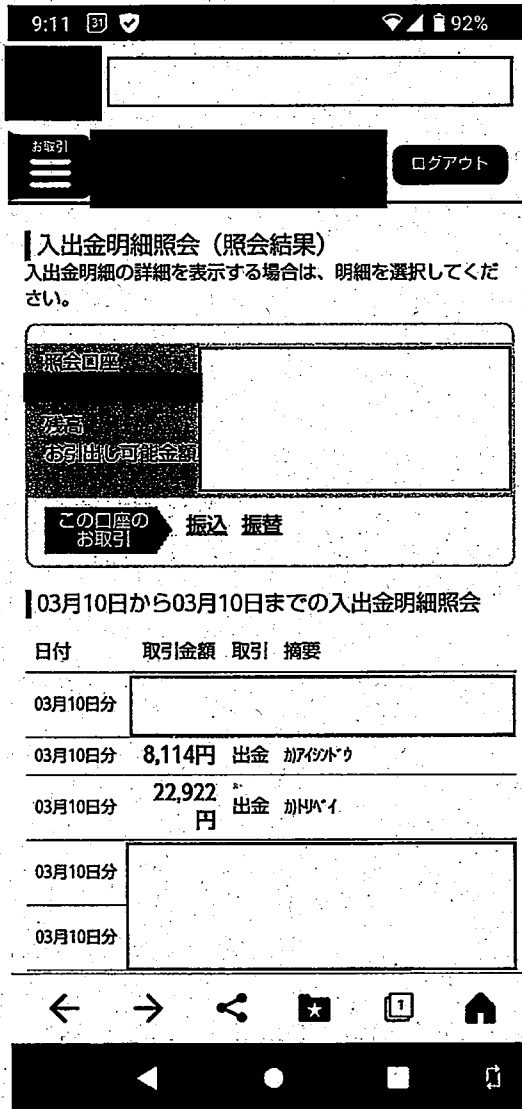 9:11 31 92%
お取引
ログアウト
入出金明細照会（照会結果）
入出金明細の詳細を表示する場合は、明細を選択してくだ
さい。
照会口座
残高
お引出し可能金額
この口座の
お取引
振込 振替
03月10日から03月10日までの入出金明細照会
日付 取引金額 取引 摘要
03月10日分
03月10日分 8,114円 出金 カ)アイシンドウ
03月10日分 22,922
円 出金 カ)トリペイ
03月10日分
03月10日分
1